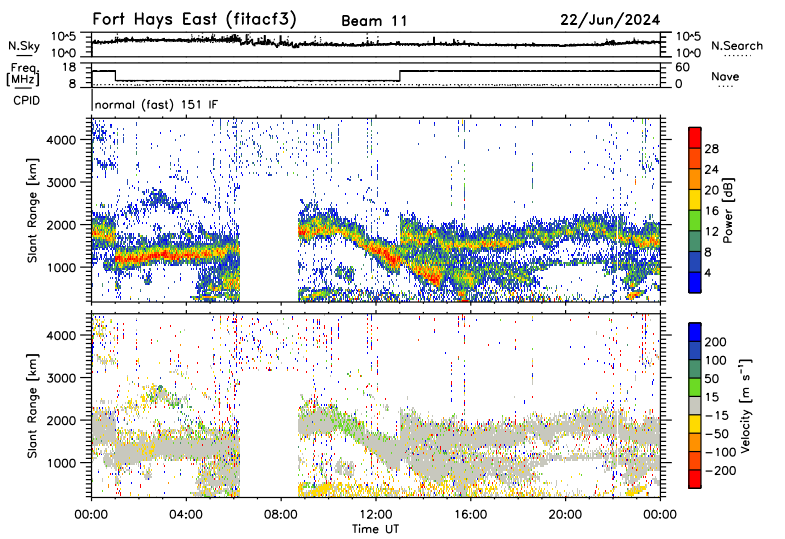 Fort Hays East (fitacf3) Beam 11 22/Jun/2024
N.Sky 10^5 10^0 10^5 10^0 N.Search
Freq. [MHz] 18 8 60 0 Nave
CPID normal (fast) 151 IF
Slant Range [km] 4000 3000 2000 1000
Power [dB] 28 24 20 16 12 8 4
Slant Range [km] 4000 3000 2000 1000
Velocity [m s⁻¹] 200 100 50 15 −15 −50 −100 −200
00:00 04:00 08:00 12:00 16:00 20:00 00:00
Time UT